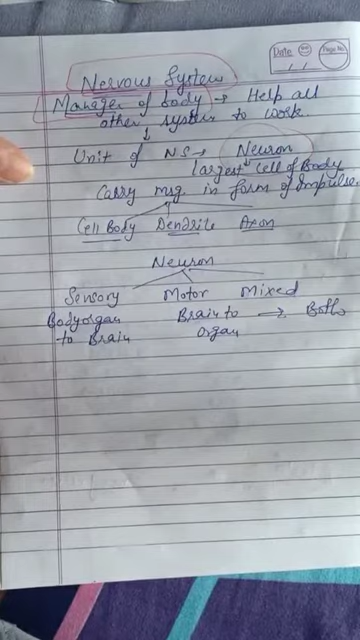 Date
Page No.
Nervous System
Manager of body → Help all
other system to work.
Unit of NS → Neuron
largest cell of Body
Carry msg. in form of Impulse.
Cell Body Dendrite Axon
Neuron
Sensory Motor Mixed
Body organ Brain to → Both
to Brain organ